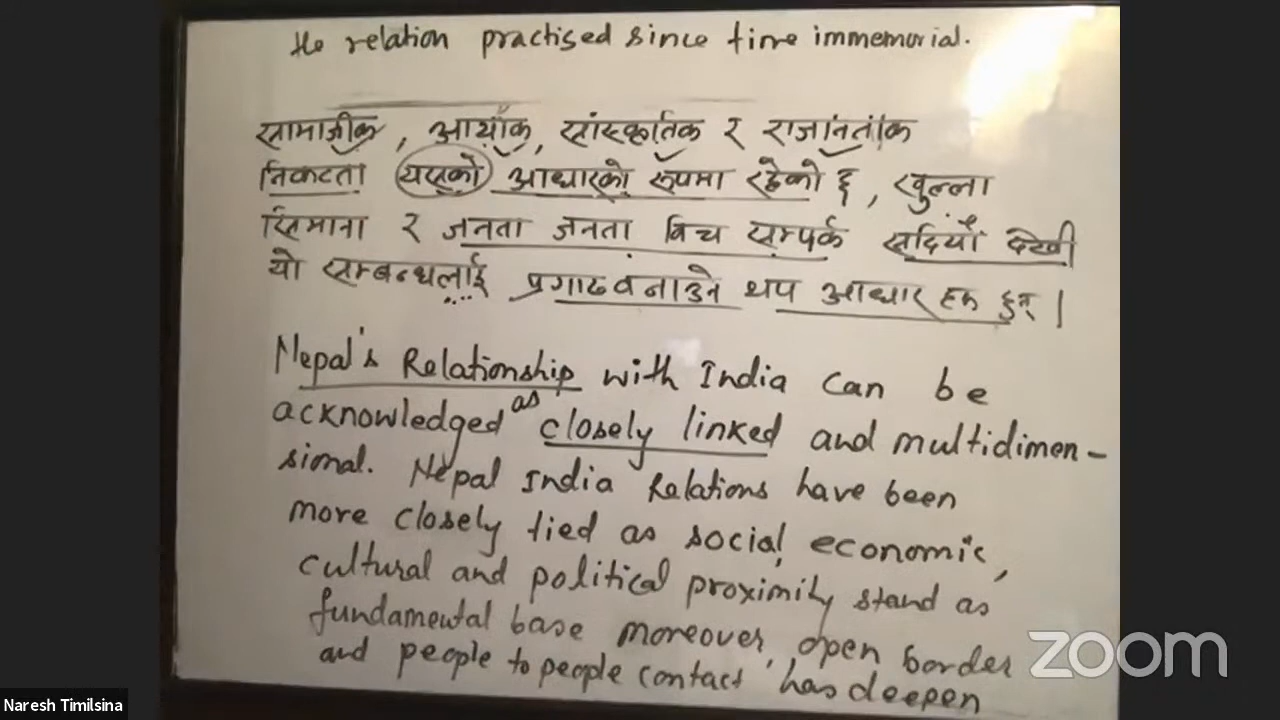 the relation practised since time immemorial.
सामाजीक, आर्थीक, सांस्कृतिक र राजनितीक
निकटता यसको आधारको रूपमा रहेको छ, खुल्ला
सिमाना र जनता जनता विच सम्पर्क सदियौं देखी
यो सम्बन्धलाई प्रगाढ वनाउने थप आधार हरू हुन् ।
Nepal's Relationship with India can be
acknowledged as closely linked and multidimen-
sional. Nepal India Relations have been
more closely tied as social, economic,
cultural and political proximity stand as
fundamental base moreover, open border
and people to people contact has deepen
zoom
Naresh Timilsina